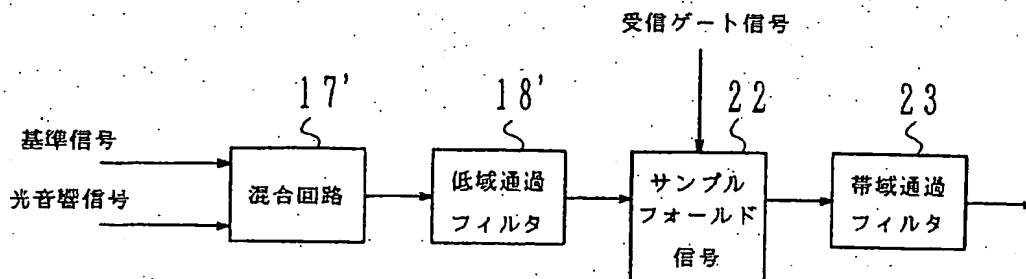 受信ゲート信号
17'
18'
22
23
基準信号
光音響信号
混合回路
低域通過
フィルタ
サンプル
フォールド
信号
帯域通過
フィルタ